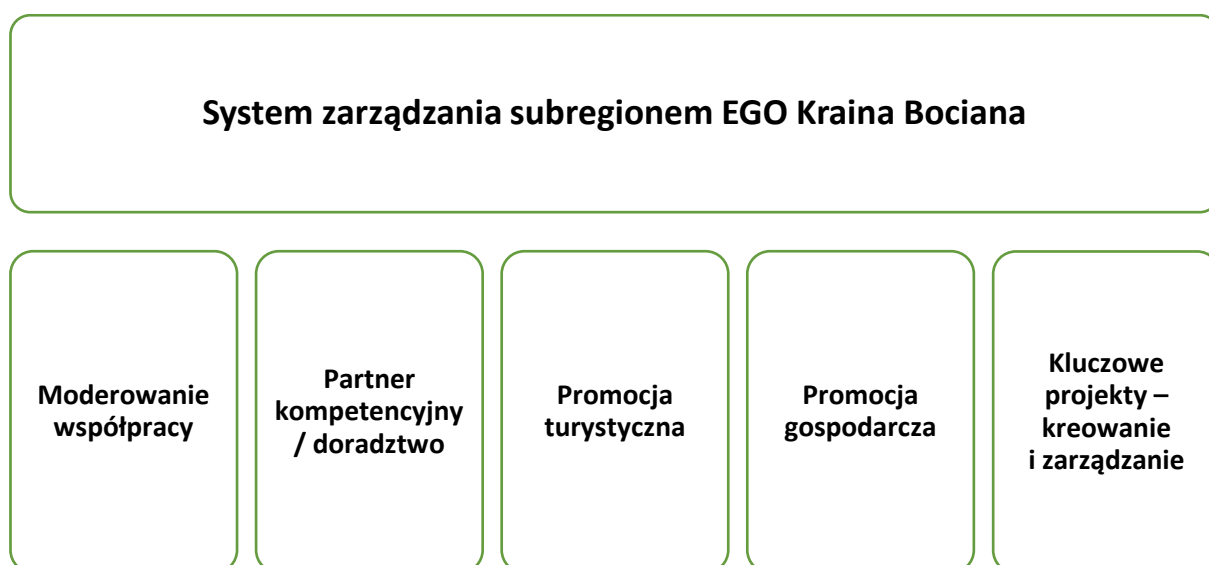 System zarządzania subregionem EGO Kraina Bociana
Moderowanie
współpracy
Partner
kompetencyjny
/ doradztwo
Promocja
turystyczna
Promocja
gospodarcza
Kluczowe
projekty –
kreowanie
i zarządzanie